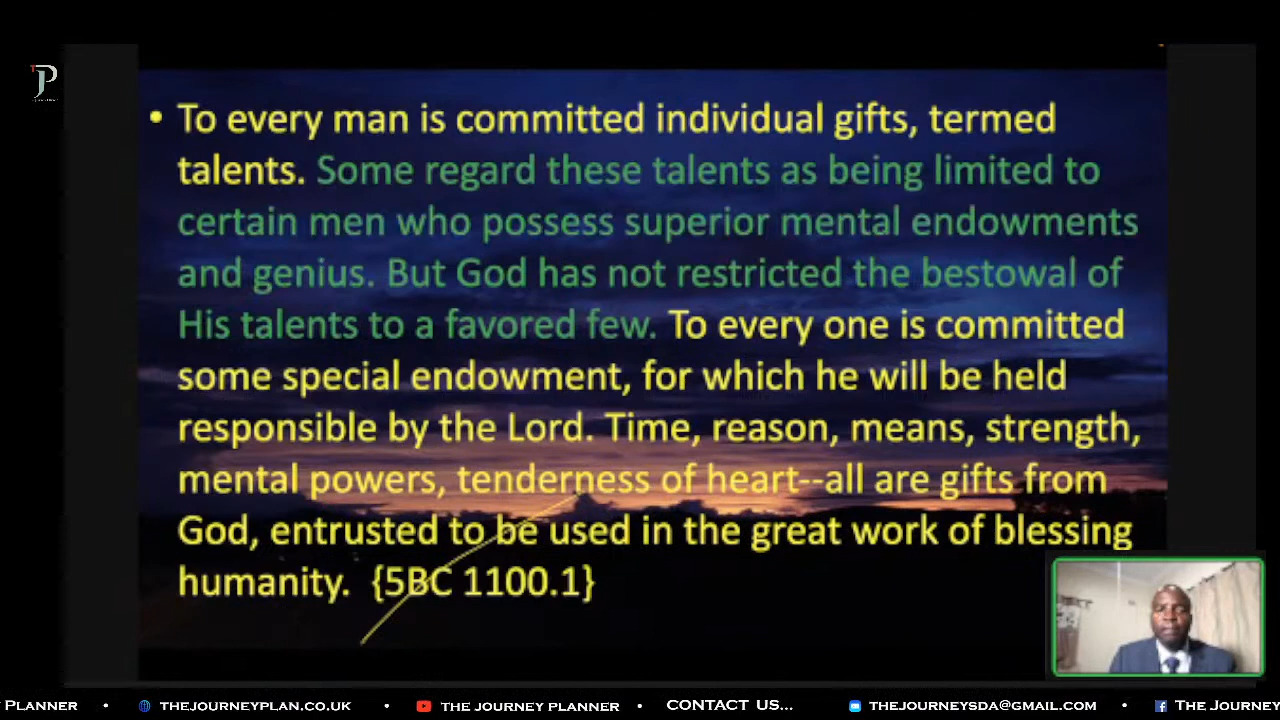 JP
• To every man is committed individual gifts, termed
talents. Some regard these talents as being limited to
certain men who possess superior mental endowments
and genius. But God has not restricted the bestowal of
His talents to a favored few. To every one is committed
some special endowment, for which he will be held
responsible by the Lord. Time, reason, means, strength,
mental powers, tenderness of heart--all are gifts from
God, entrusted to be used in the great work of blessing
humanity. {5BC 1100.1}
Y PLANNER • THEJOURNEYPLAN.CO.UK • THE JOURNEY PLANNER • CONTACT US... THEJOURNEYSDA@GMAIL.COM • THE JOURNEY